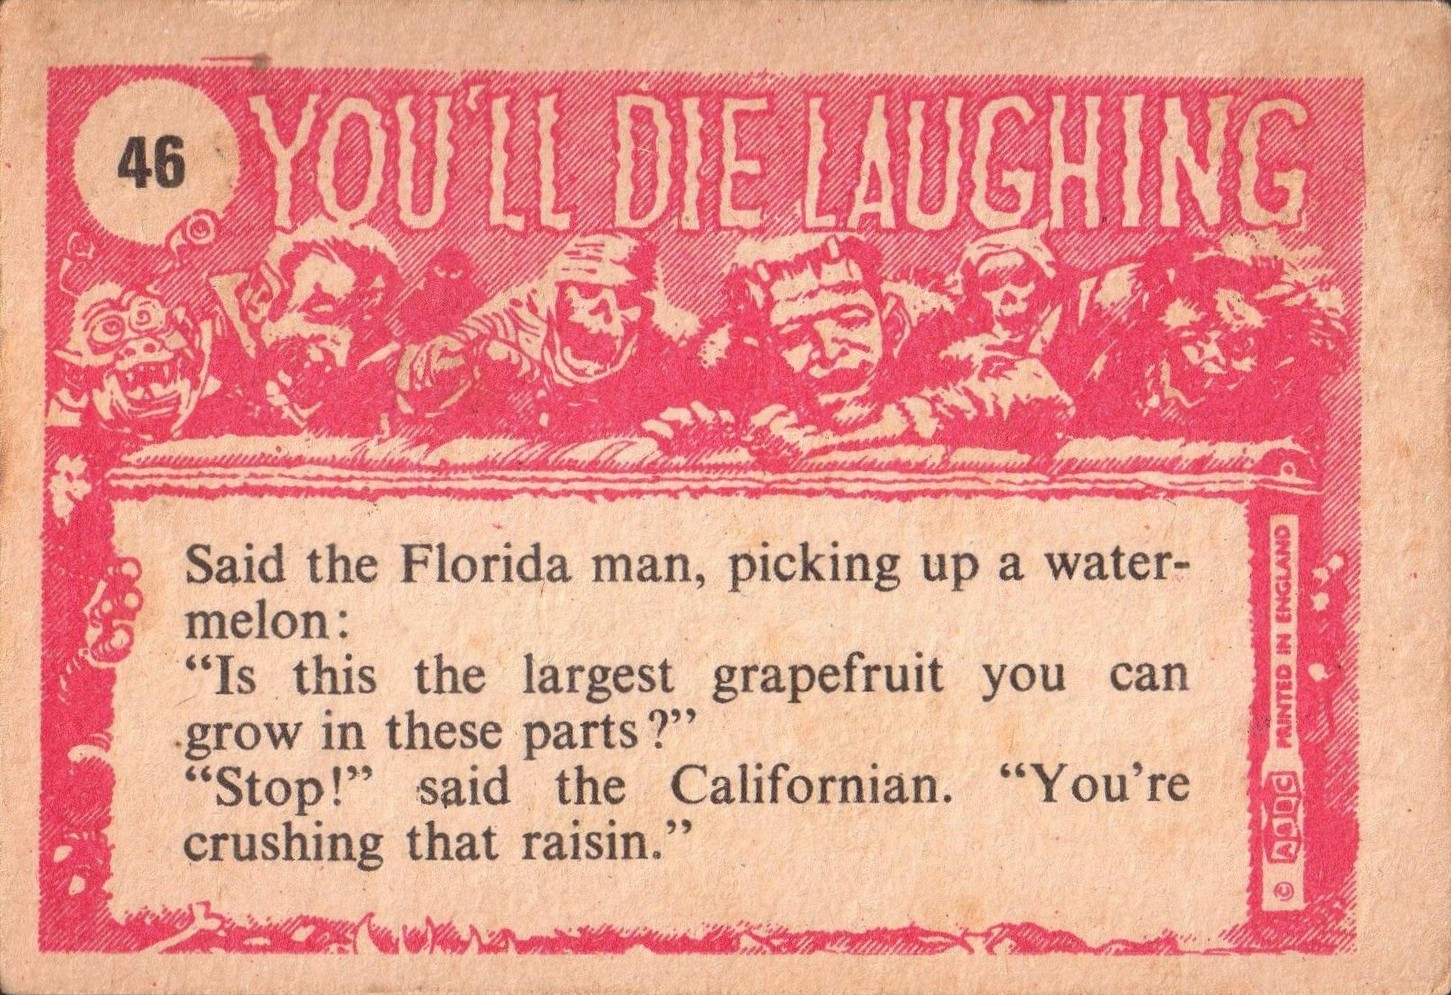 46
YOU'LL DIE LAUGHING
Said the Florida man, picking up a water-
melon:
“Is this the largest grapefruit you can
grow in these parts?”
“Stop!” said the Californian. “You’re
crushing that raisin.”
© A&BC PRINTED IN ENGLAND